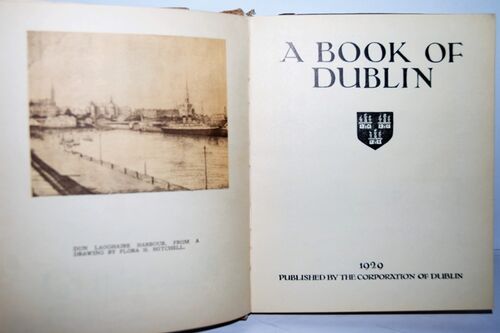 DUN LAOGHAIRE HARBOUR, FROM A
DRAWING BY FLORA H. MITCHELL.
A BOOK OF
DUBLIN
1929
PUBLISHED BY THE CORPORATION OF DUBLIN